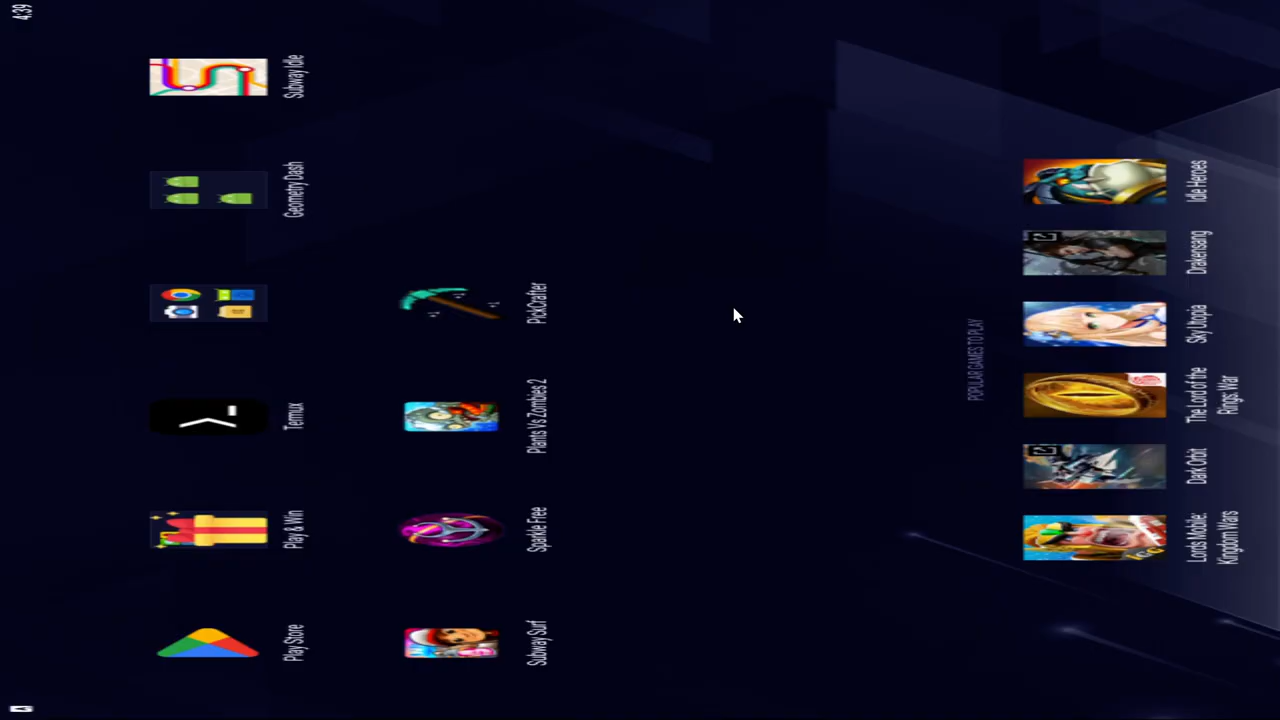 4:39
Play Store
Play & Win
Termux
Geometry Dash
Subway Idle
Subway Surf
Sparkle Free
Plants Vs Zombies 2
PickCrafter
POPULAR GAMES TO PLAY
Lords Mobile:
Kingdom Wars
Dark Orbit
The Lord of the
Rings: War
Sky Utopia
Drakensang
Idle Heroes
IGG